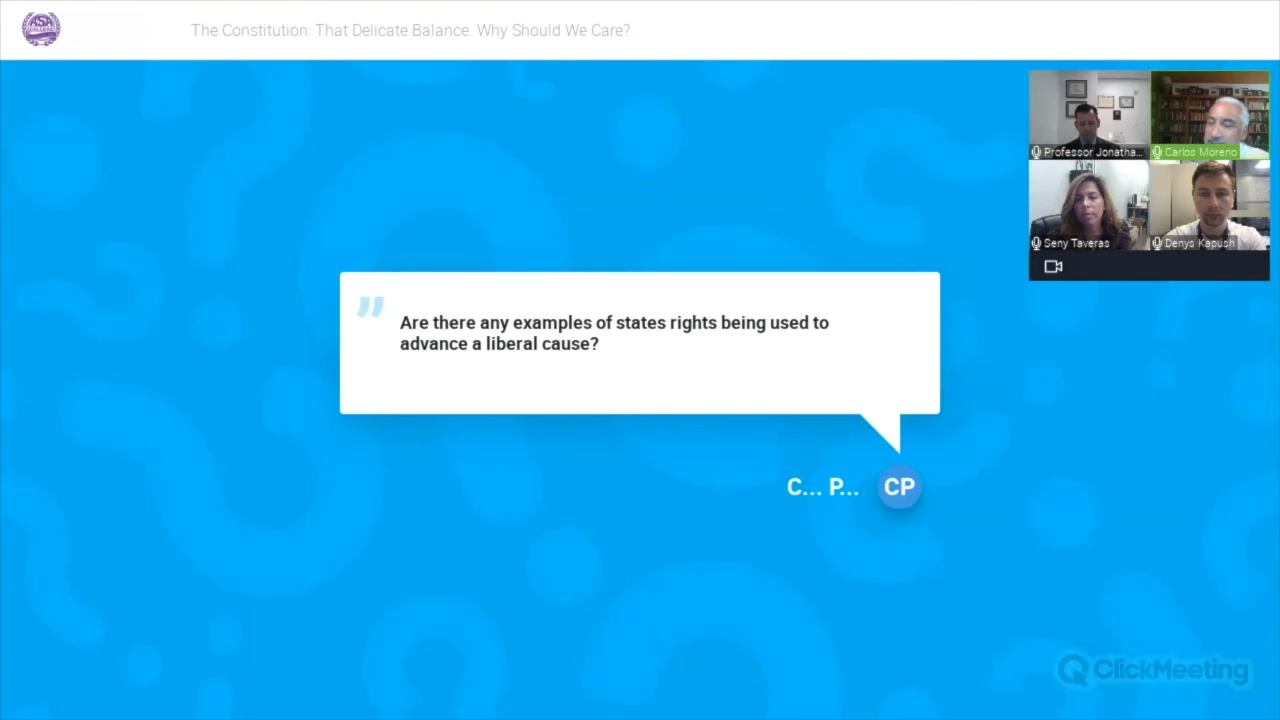 ASA
The Constitution: That Delicate Balance. Why Should We Care?
Professor Jonatha...
Carlos Moreno
Seny Taveras
Denys Kapush
Are there any examples of states rights being used to
advance a liberal cause?
C... P...
CP
ClickMeeting